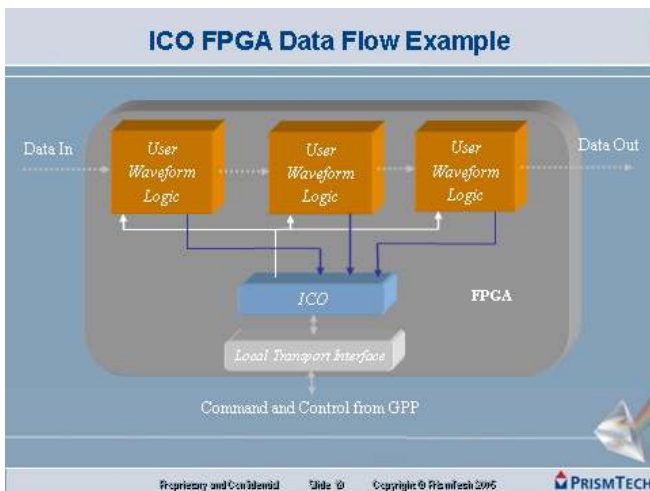 ICO FPGA Data Flow Example
Data In
User
Waveform
Logic
User
Waveform
Logic
User
Waveform
Logic
Data Out
ICO
FPGA
Local Transport Interface
Command and Control from GPP
Proprietary and Confidential
Slide
Copyright © PrismTech 2005
PRISMTECH